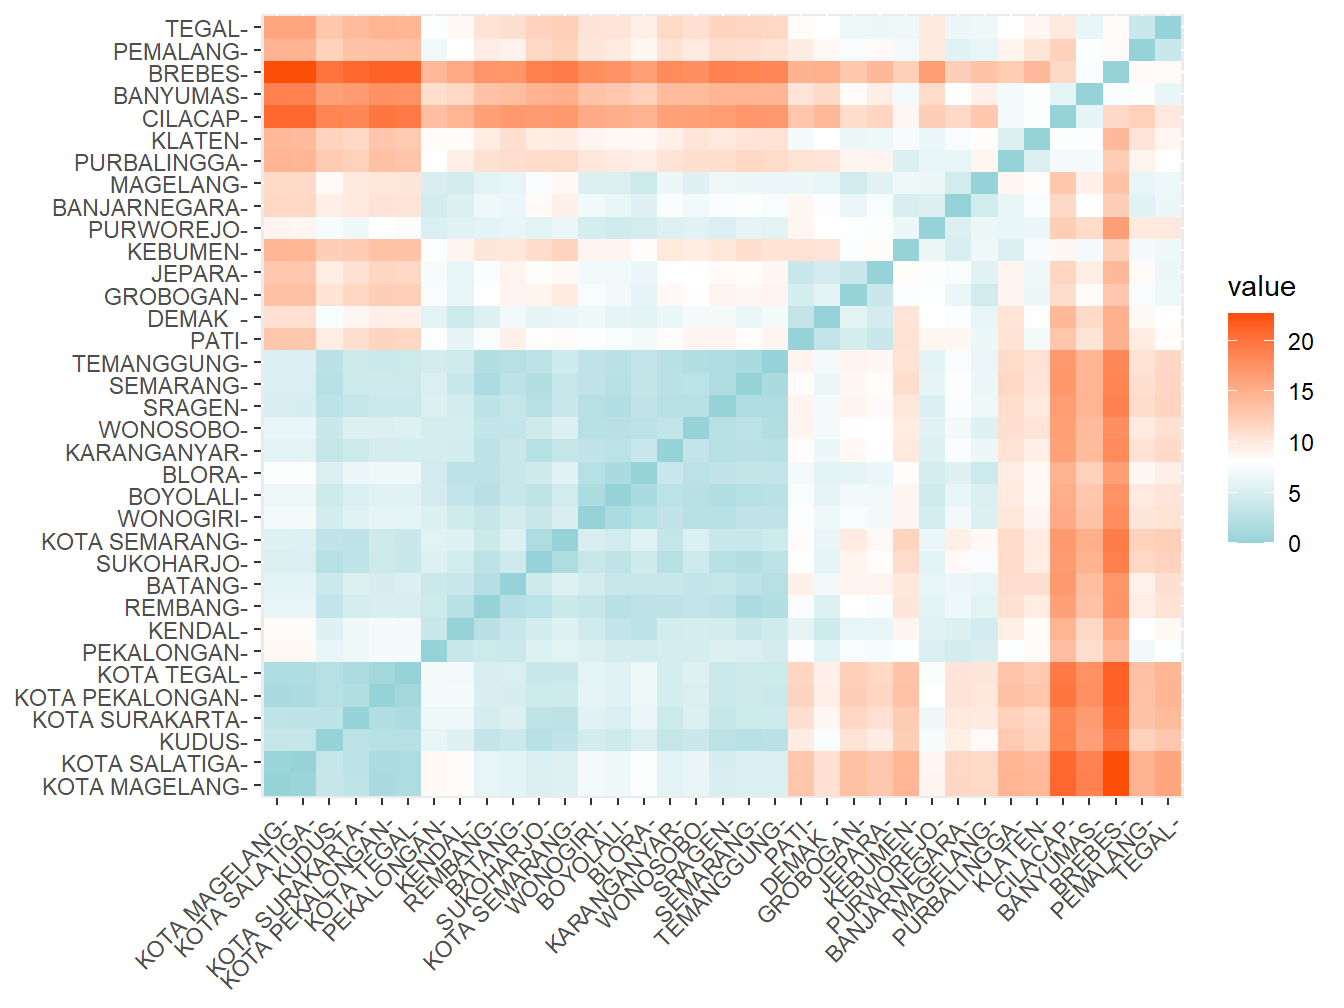 TEGAL-
PEMALANG-
BREBES-
BANYUMAS-
CILACAP-
KLATEN-
PURBALINGGA-
MAGELANG-
BANJARNEGARA-
PURWOREJO-
KEBUMEN-
JEPARA-
GROBOGAN-
DEMAK -
PATI-
TEMANGGUNG-
SEMARANG-
SRAGEN-
WONOSOBO-
KARANGANYAR-
BLORA-
BOYOLALI-
WONOGIRI-
KOTA SEMARANG-
SUKOHARJO-
BATANG-
REMBANG-
KENDAL-
PEKALONGAN-
KOTA TEGAL-
KOTA PEKALONGAN-
KOTA SURAKARTA-
KUDUS-
KOTA SALATIGA-
KOTA MAGELANG-
KOTA MAGELANG-
KOTA SALATIGA-
KUDUS-
KOTA SURAKARTA-
KOTA PEKALONGAN-
KOTA TEGAL-
PEKALONGAN-
KENDAL-
REMBANG-
BATANG-
SUKOHARJO-
KOTA SEMARANG-
WONOGIRI-
BOYOLALI-
BLORA-
KARANGANYAR-
WONOSOBO-
SRAGEN-
SEMARANG-
TEMANGGUNG-
PATI-
DEMAK -
GROBOGAN-
JEPARA-
KEBUMEN-
PURWOREJO-
BANJARNEGARA-
MAGELANG-
PURBALINGGA-
KLATEN-
CILACAP-
BANYUMAS-
BREBES-
PEMALANG-
TEGAL-
value
20
15
10
5
0